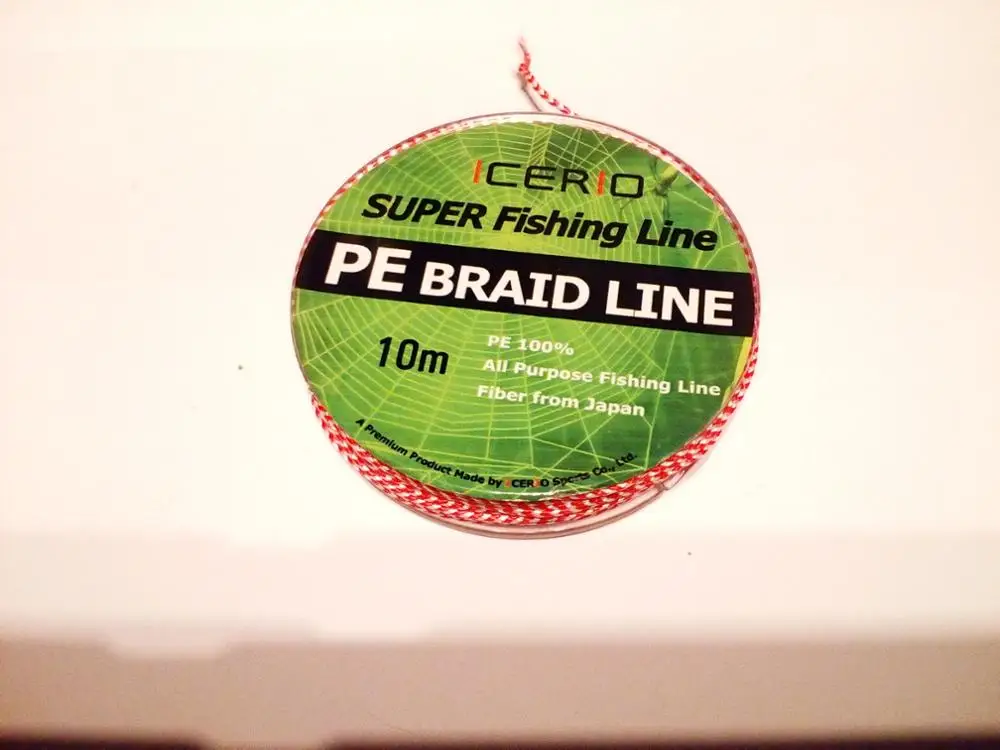 ICERIO
SUPER Fishing Line
PE BRAID LINE
10m
PE 100%
All Purpose Fishing Line
Fiber from Japan
A Premium Product Made by ICERIO Sports Co., Ltd.